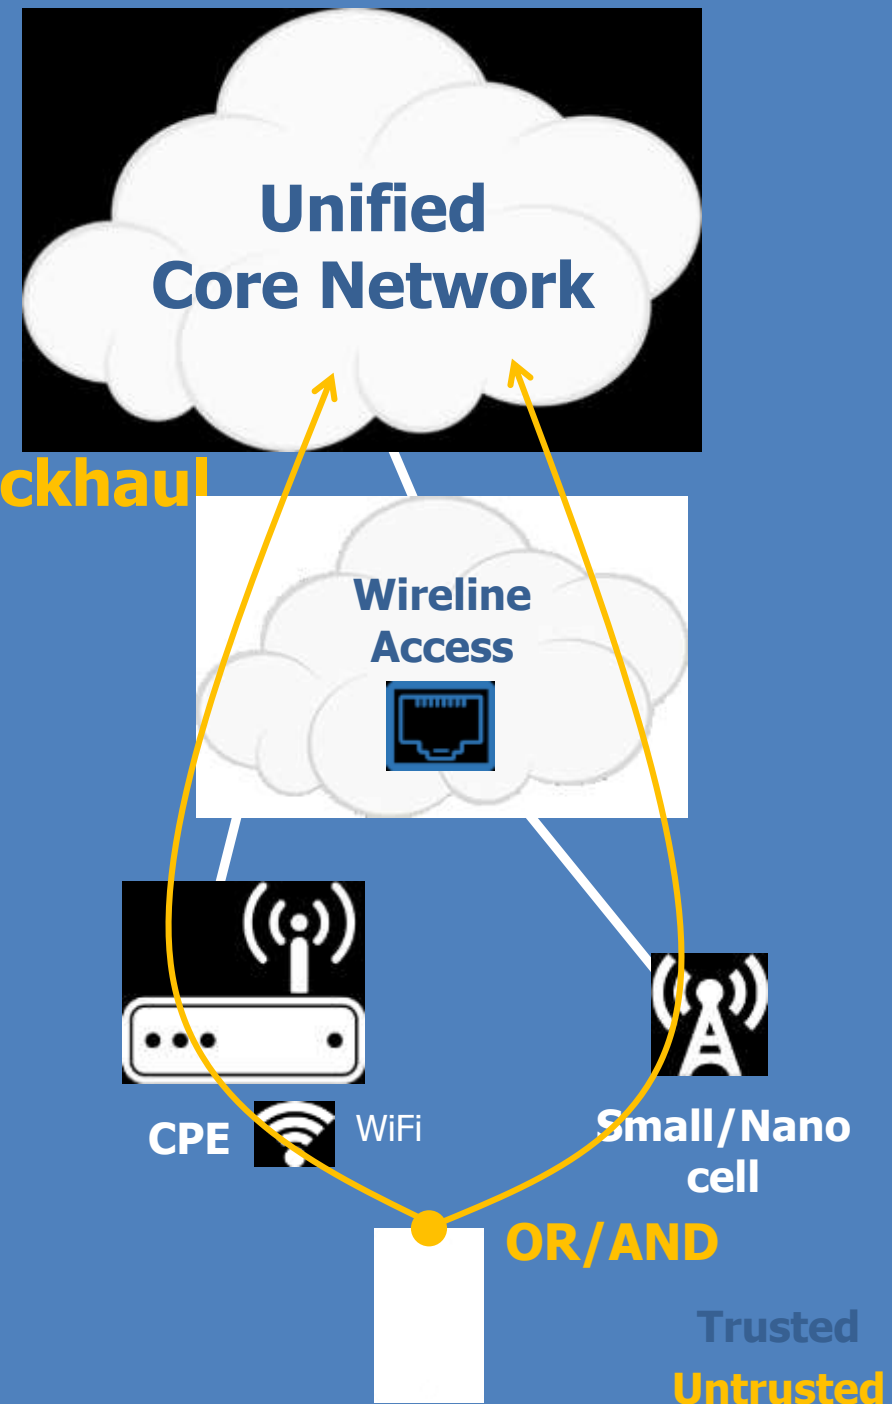 Unified
Core Network
ckhaul
Wireline
Access
CPE
WiFi
Small/Nano
cell
OR/AND
Trusted
Untrusted